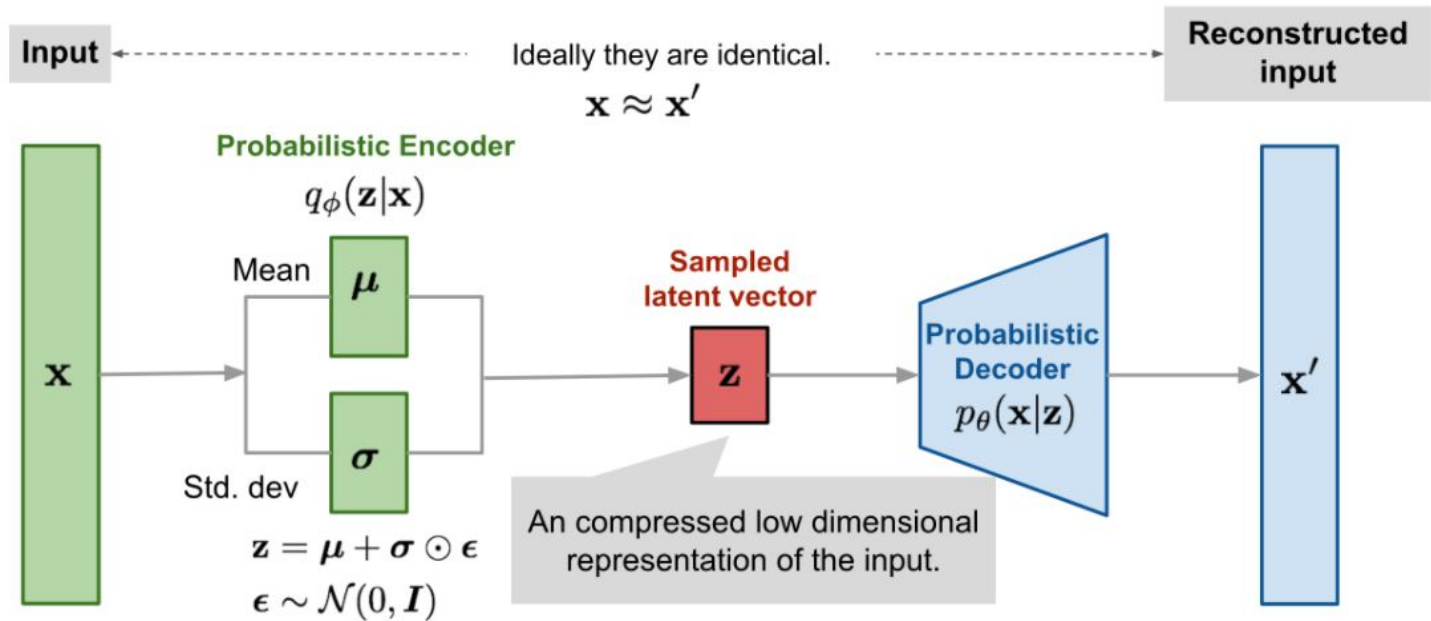 Input
Ideally they are identical.
x ≈ x′
Reconstructed
input
Probabilistic Encoder
qϕ(z|x)
Mean
μ
Sampled
latent vector
x
z
Probabilistic
Decoder
pθ(x|z)
x′
σ
Std. dev
An compressed low dimensional
representation of the input.
z = μ + σ ⊙ ϵ
ϵ ∼ 𝒩(0, I)